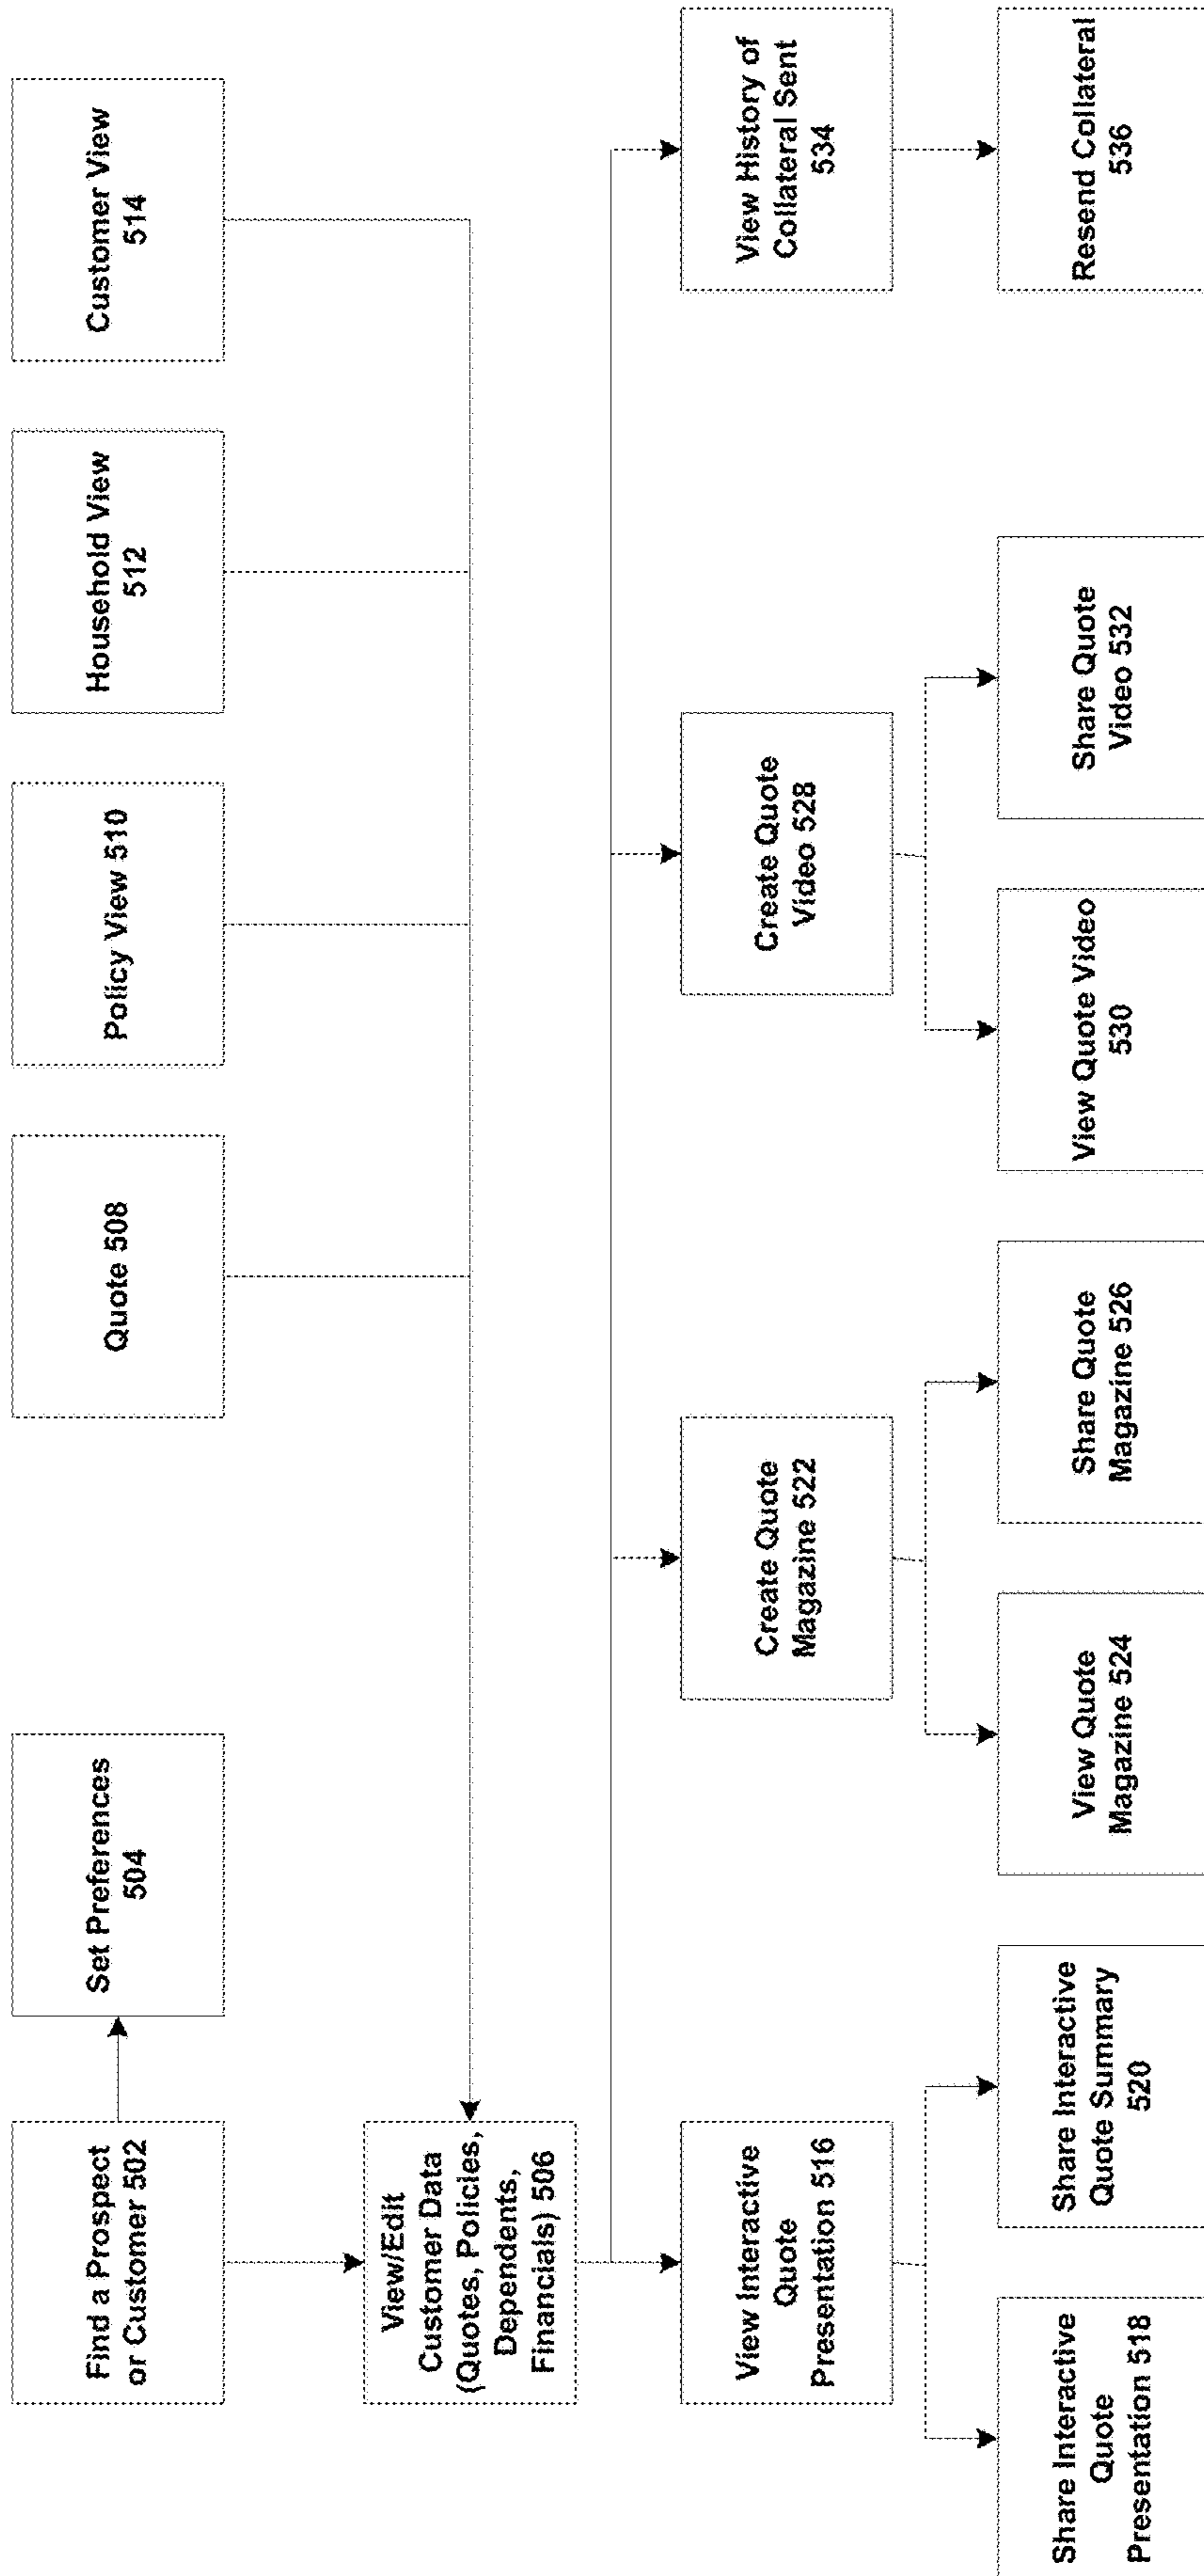 Find a Prospect
or Customer 502
Set Preferences
504
Quote 508
Policy View 510
Household View
512
Customer View
514
View/Edit
Customer Data
(Quotes, Policies,
Dependents,
Financials) 506
View Interactive
Quote
Presentation 516
Create Quote
Magazine 522
Create Quote
Video 528
View History of
Collateral Sent
534
Share Interactive
Quote
Presentation 518
Share Interactive
Quote Summary
520
View Quote
Magazine 524
Share Quote
Magazine 526
View Quote Video
530
Share Quote
Video 532
Resend Collateral
536